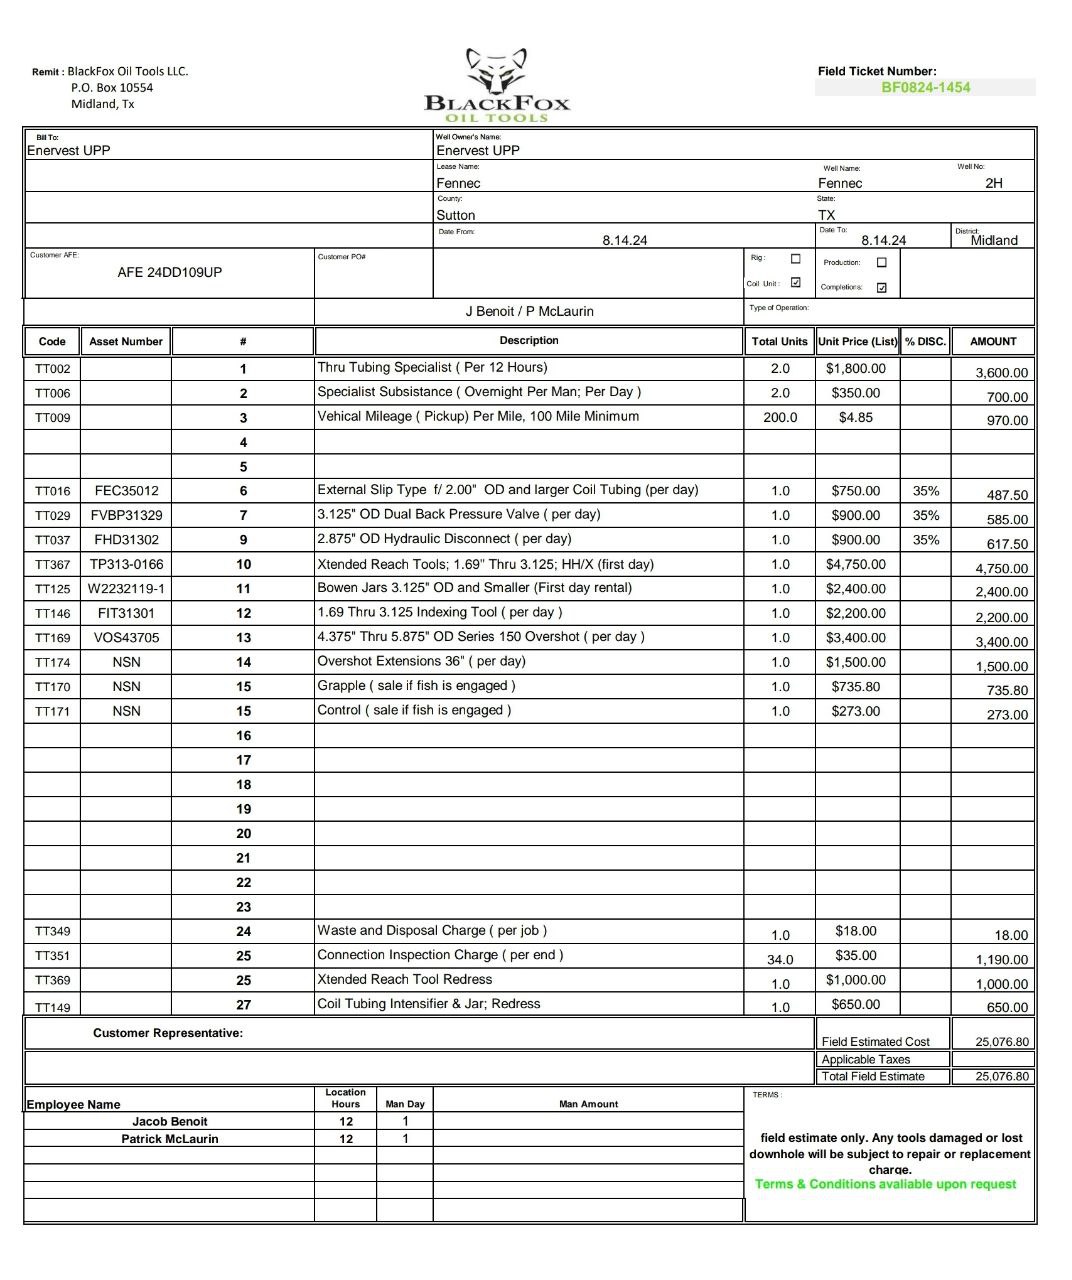 Remit : BlackFox Oil Tools LLC.
P.O. Box 10554
Midland, Tx
BLACKFOX
OIL TOOLS
Field Ticket Number:
BF0824-1454
Bill To:
Enervest UPP
Well Owner's Name:
Enervest UPP
Lease Name: Well Name: Well No:
Fennec Fennec 2H
County: State:
Sutton TX
Date From: 8.14.24 Date To: 8.14.24 District: Midland
Customer AFE: Customer PO# Rig : Production:
AFE 24DD109UP
Coil Unit : Completions:
J Benoit / P McLaurin Type of Operation:
Code Asset Number # Description Total Units Unit Price (List) % DISC. AMOUNT
TT002 1 Thru Tubing Specialist ( Per 12 Hours) 2.0 $1,800.00 3,600.00
TT006 2 Specialist Subsistance ( Overnight Per Man; Per Day ) 2.0 $350.00 700.00
TT009 3 Vehical Mileage ( Pickup) Per Mile, 100 Mile Minimum 200.0 $4.85 970.00
4
5
TT016 FEC35012 6 External Slip Type f/ 2.00" OD and larger Coil Tubing (per day) 1.0 $750.00 35% 487.50
TT029 FVBP31329 7 3.125" OD Dual Back Pressure Valve ( per day) 1.0 $900.00 35% 585.00
TT037 FHD31302 9 2.875" OD Hydraulic Disconnect ( per day) 1.0 $900.00 35% 617.50
TT367 TP313-0166 10 Xtended Reach Tools; 1.69" Thru 3.125; HH/X (first day) 1.0 $4,750.00 4,750.00
TT125 W2232119-1 11 Bowen Jars 3.125" OD and Smaller (First day rental) 1.0 $2,400.00 2,400.00
TT146 FIT31301 12 1.69 Thru 3.125 Indexing Tool ( per day ) 1.0 $2,200.00 2,200.00
TT169 VOS43705 13 4.375" Thru 5.875" OD Series 150 Overshot ( per day ) 1.0 $3,400.00 3,400.00
TT174 NSN 14 Overshot Extensions 36" ( per day) 1.0 $1,500.00 1,500.00
TT170 NSN 15 Grapple ( sale if fish is engaged ) 1.0 $735.80 735.80
TT171 NSN 15 Control ( sale if fish is engaged ) 1.0 $273.00 273.00
16
17
18
19
20
21
22
23
TT349 24 Waste and Disposal Charge ( per job ) 1.0 $18.00 18.00
TT351 25 Connection Inspection Charge ( per end ) 34.0 $35.00 1,190.00
TT369 25 Xtended Reach Tool Redress 1.0 $1,000.00 1,000.00
TT149 27 Coil Tubing Intensifier & Jar; Redress 1.0 $650.00 650.00
Customer Representative: Field Estimated Cost 25,076.80
Applicable Taxes
Total Field Estimate 25,076.80
Employee Name Location Hours Man Day Man Amount TERMS :
Jacob Benoit 12 1
Patrick McLaurin 12 1
field estimate only. Any tools damaged or lost
downhole will be subject to repair or replacement
charge.
Terms & Conditions avaliable upon request